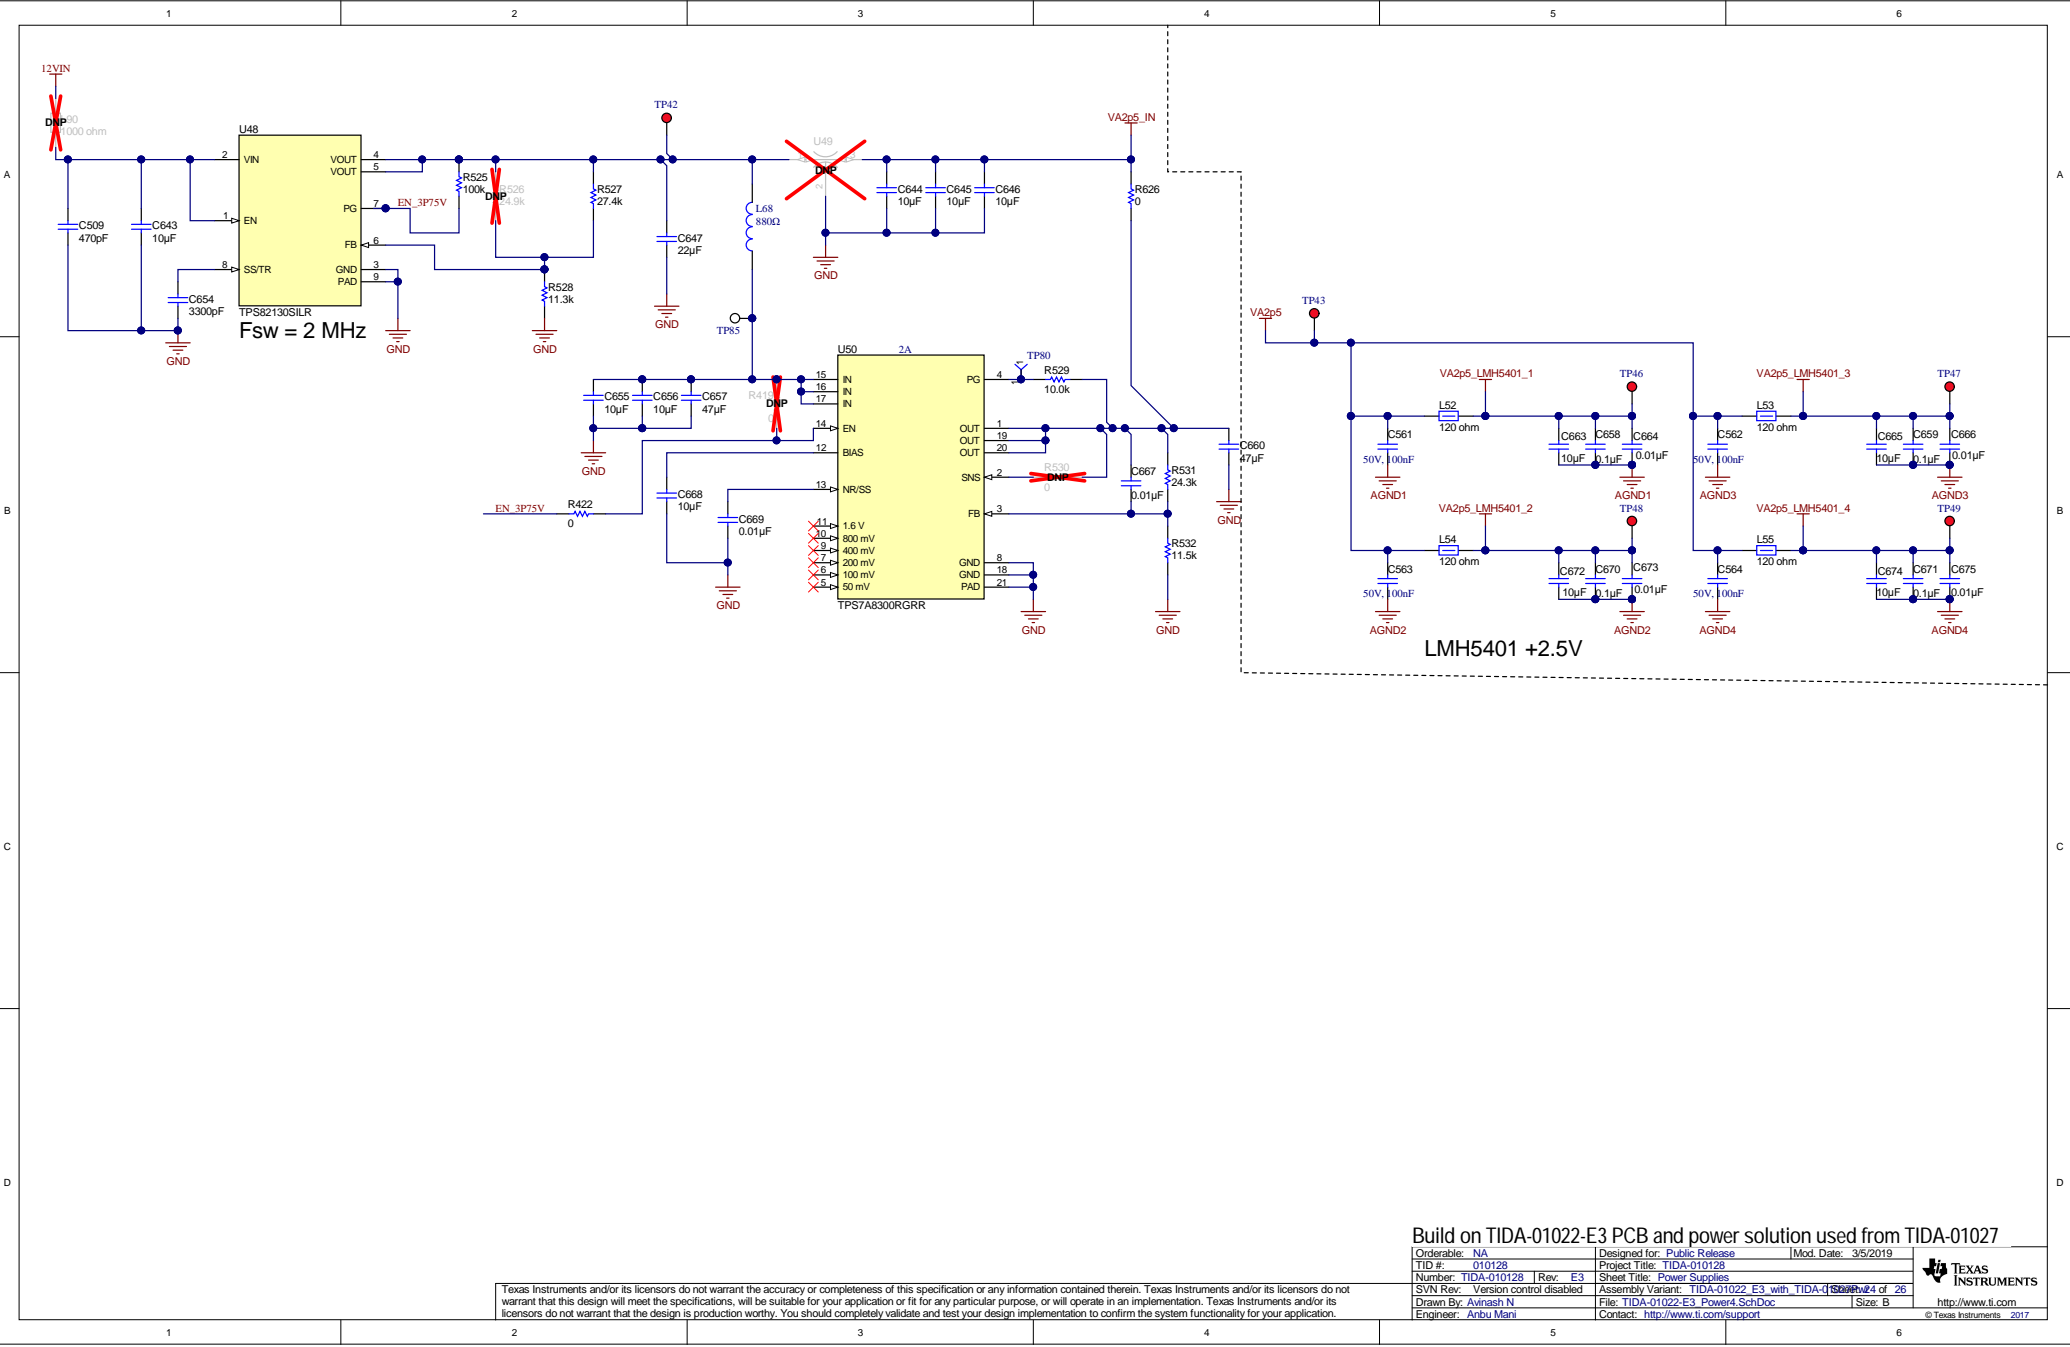 1 2 3 4 5 6
A
B
C
D
12VIN
DNP
1000 ohm
C509
470pF
C643
10µF
C654
3300pF
GND
U48
2 VIN
1 EN
8 SS/TR
VOUT 4
VOUT 5
PG 7
FB 6
GND 3
PAD 9
TPS82130SILR
Fsw = 2 MHz
GND
EN_3P75V
R525
100k
DNP
R526
24.9k
R527
27.4k
R528
11.3k
GND
TP42
C647
22µF
GND
L68
880Ω
TP85
U49
DNP
2
GND
C644
10µF
C645
10µF
C646
10µF
VA2p5_IN
R626
0
C655
10µF
C656
10µF
C657
47µF
GND
DNP
EN_3P75V
R422
0
C668
10µF
C669
0.01µF
GND
U50
2A
15 IN
16 IN
17 IN
14 EN
12 BIAS
13 NR/SS
11 1.6 V
10 800 mV
9 400 mV
7 200 mV
6 100 mV
5 50 mV
PG 4
OUT 1
OUT 19
OUT 20
SNS 2
FB 3
GND 8
GND 18
PAD 21
TPS7A8300RGRR
GND
TP80
R529
10.0k
R530
DNP
0
C667
0.01µF
R531
24.3k
R532
11.5k
GND
C660
47µF
GND
VA2p5
TP43
VA2p5_LMH5401_1
TP46
L52
120 ohm
C561
50V, 100nF
AGND1
C663
10µF
C658
0.1µF
C664
0.01µF
AGND1
VA2p5_LMH5401_3
TP47
L53
120 ohm
C562
50V, 100nF
AGND3
C665
10µF
C659
0.1µF
C666
0.01µF
AGND3
VA2p5_LMH5401_2
TP48
L54
120 ohm
C563
50V, 100nF
AGND2
C672
10µF
C670
0.1µF
C673
0.01µF
AGND2
VA2p5_LMH5401_4
TP49
L55
120 ohm
C564
50V, 100nF
AGND4
C674
10µF
C671
0.1µF
C675
0.01µF
AGND4
LMH5401 +2.5V
A
B
C
D
Build on TIDA-01022-E3 PCB and power solution used from TIDA-01027
Orderable: NA Designed for: Public Release Mod. Date: 3/5/2019
TID #: 010128 Project Title: TIDA-010128
Number: TIDA-010128 Rev: E3 Sheet Title: Power Supplies
SVN Rev: Version control disabled Assembly Variant: TIDA-01022_E3_with_TIDA-0 24 of 26
Drawn By: Avinash N File: TIDA-01022-E3_Power4.SchDoc Size: B
Engineer: Anbu Mani Contact: http://www.ti.com/support
TEXAS
INSTRUMENTS
http://www.ti.com
© Texas Instruments 2017
Texas Instruments and/or its licensors do not warrant the accuracy or completeness of this specification or any information contained therein. Texas Instruments and/or its licensors do not
warrant that this design will meet the specifications, will be suitable for your application or fit for any particular purpose, or will operate in an implementation. Texas Instruments and/or its
licensors do not warrant that the design is production worthy. You should completely validate and test your design implementation to confirm the system functionality for your application.
1 2 3 4 5 6